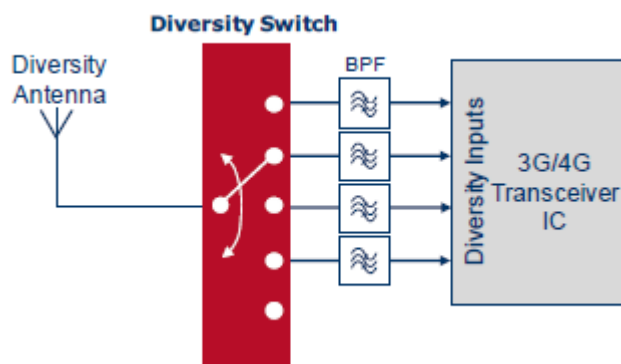 Diversity Switch
Diversity
Antenna
BPF
Diversity Inputs
3G/4G
Transceiver
IC